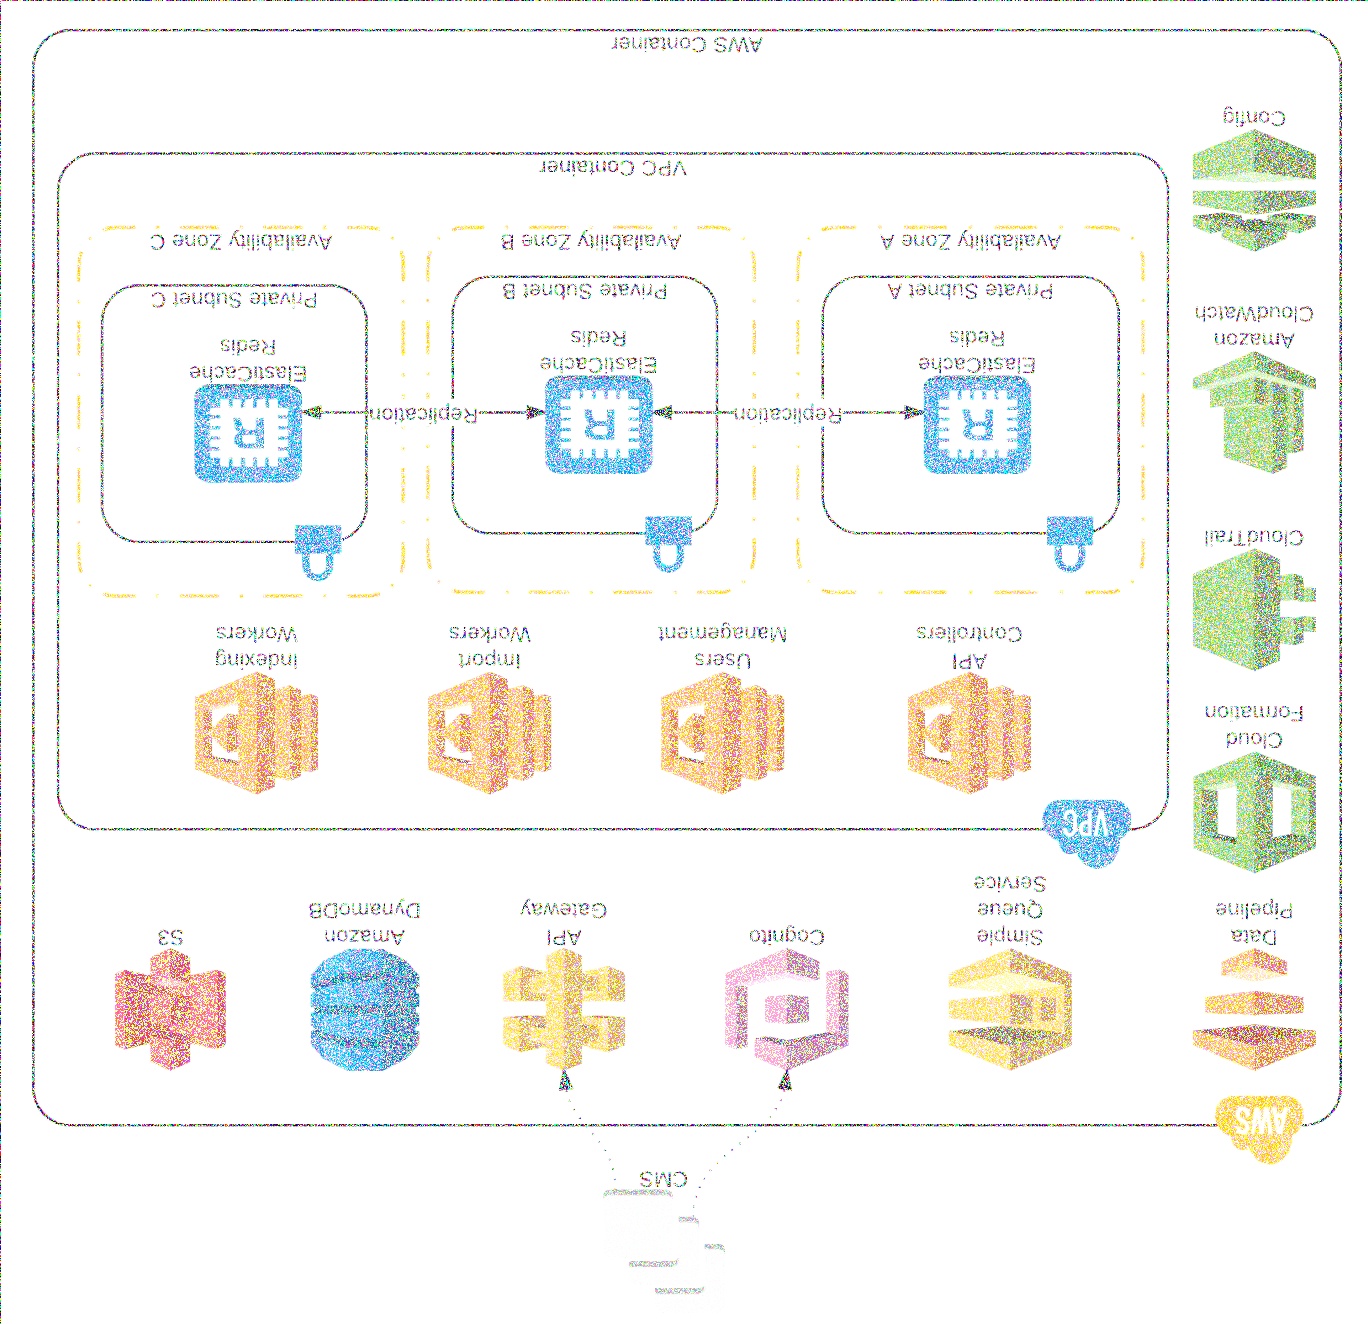 CMS
AWS
Data
Pipeline
Simple
Queue
Service
Cognito
API
Gateway
Amazon
DynamoDB
S3
Cloud
Formation
CloudTrail
Amazon
CloudWatch
Config
VPC
API
Controllers
Users
Management
Import
Workers
Indexing
Workers
R
Replication
R
Replication
R
ElastiCache
Redis
ElastiCache
Redis
ElastiCache
Redis
Private Subnet A
Private Subnet B
Private Subnet C
Availability Zone A
Availability Zone B
Availability Zone C
VPC Container
AWS Container